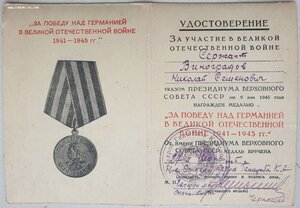 „ЗА ПОБЕДУ НАД ГЕРМАНИЕЙ
В ВЕЛИКОЙ ОТЕЧЕСТВЕННОЙ ВОЙНЕ
1941—1945 гг."
УДОСТОВЕРЕНИЕ
ЗА УЧАСТИЕ В ВЕЛИКОЙ
ОТЕЧЕСТВЕННОЙ ВОЙНЕ
Сержант
Виноградов
Николай Семенович
УКАЗОМ ПРЕЗИДИУМА ВЕРХОВНОГО
СОВЕТА СССР от 9 мая 1945 года
НАГРАЖДЕН МЕДАЛЬЮ
„ЗА ПОБЕДУ НАД ГЕРМАНИЕЙ
В ВЕЛИКОЙ ОТЕЧЕСТВЕННОЙ
ВОЙНЕ 1941—1945 гг."
ОТ ИМЕНИ ПРЕЗИДИУМА ВЕРХОВНОГО
СОВЕТА СССР МЕДАЛЬ ВРУЧЕНА